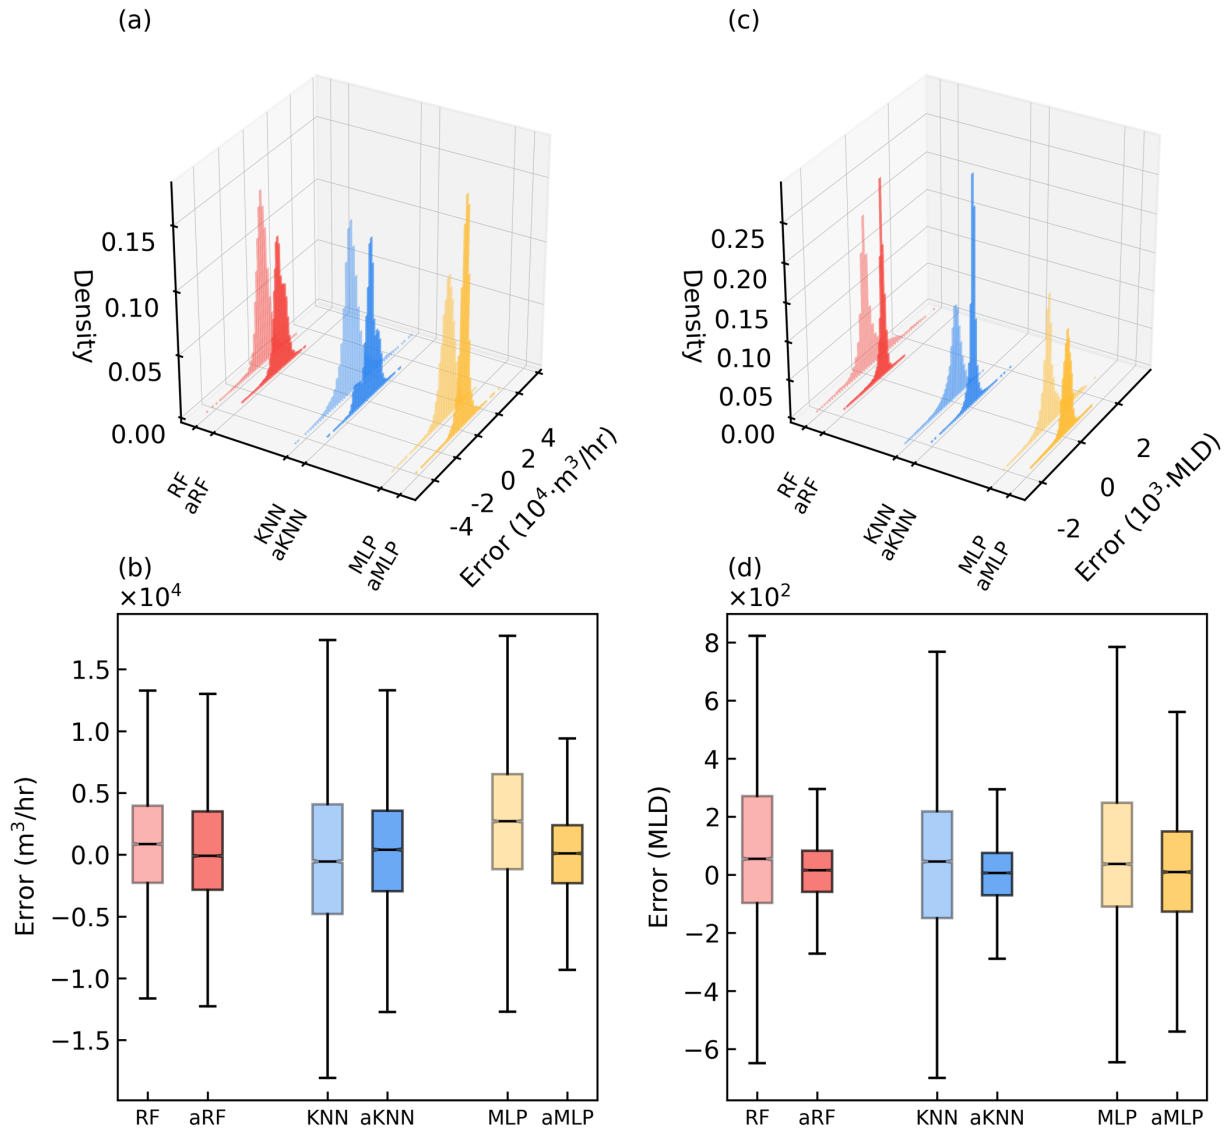 (a)
0.15
0.10
0.05
0.00
Density
RF
aRF
KNN
aKNN
MLP
aMLP
-4
-2
0
2
4
Error (10⁴·m³/hr)
(c)
0.25
0.20
0.15
0.10
0.05
0.00
Density
RF
aRF
KNN
aKNN
MLP
aMLP
-2
0
2
Error (10³·MLD)
(b)
×10⁴
1.5
1.0
0.5
0.0
−0.5
−1.0
−1.5
Error (m³/hr)
RF aRF KNN aKNN MLP aMLP
(d)
×10²
8
6
4
2
0
−2
−4
−6
Error (MLD)
RF aRF KNN aKNN MLP aMLP